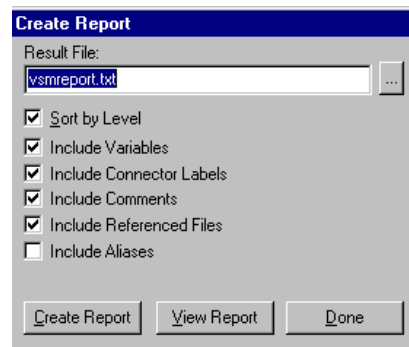 Create Report
Result File:
vsmreport.txt
...
Sort by Level
Include Variables
Include Connector Labels
Include Comments
Include Referenced Files
Include Aliases
Create Report View Report Done